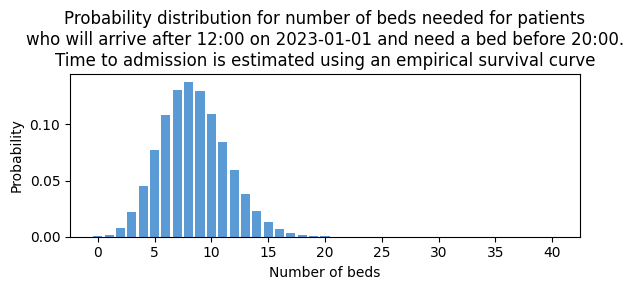 Probability distribution for number of beds needed for patients
who will arrive after 12:00 on 2023-01-01 and need a bed before 20:00.
Time to admission is estimated using an empirical survival curve
Probability
0.10
0.05
0.00
0 5 10 15 20 25 30 35 40
Number of beds